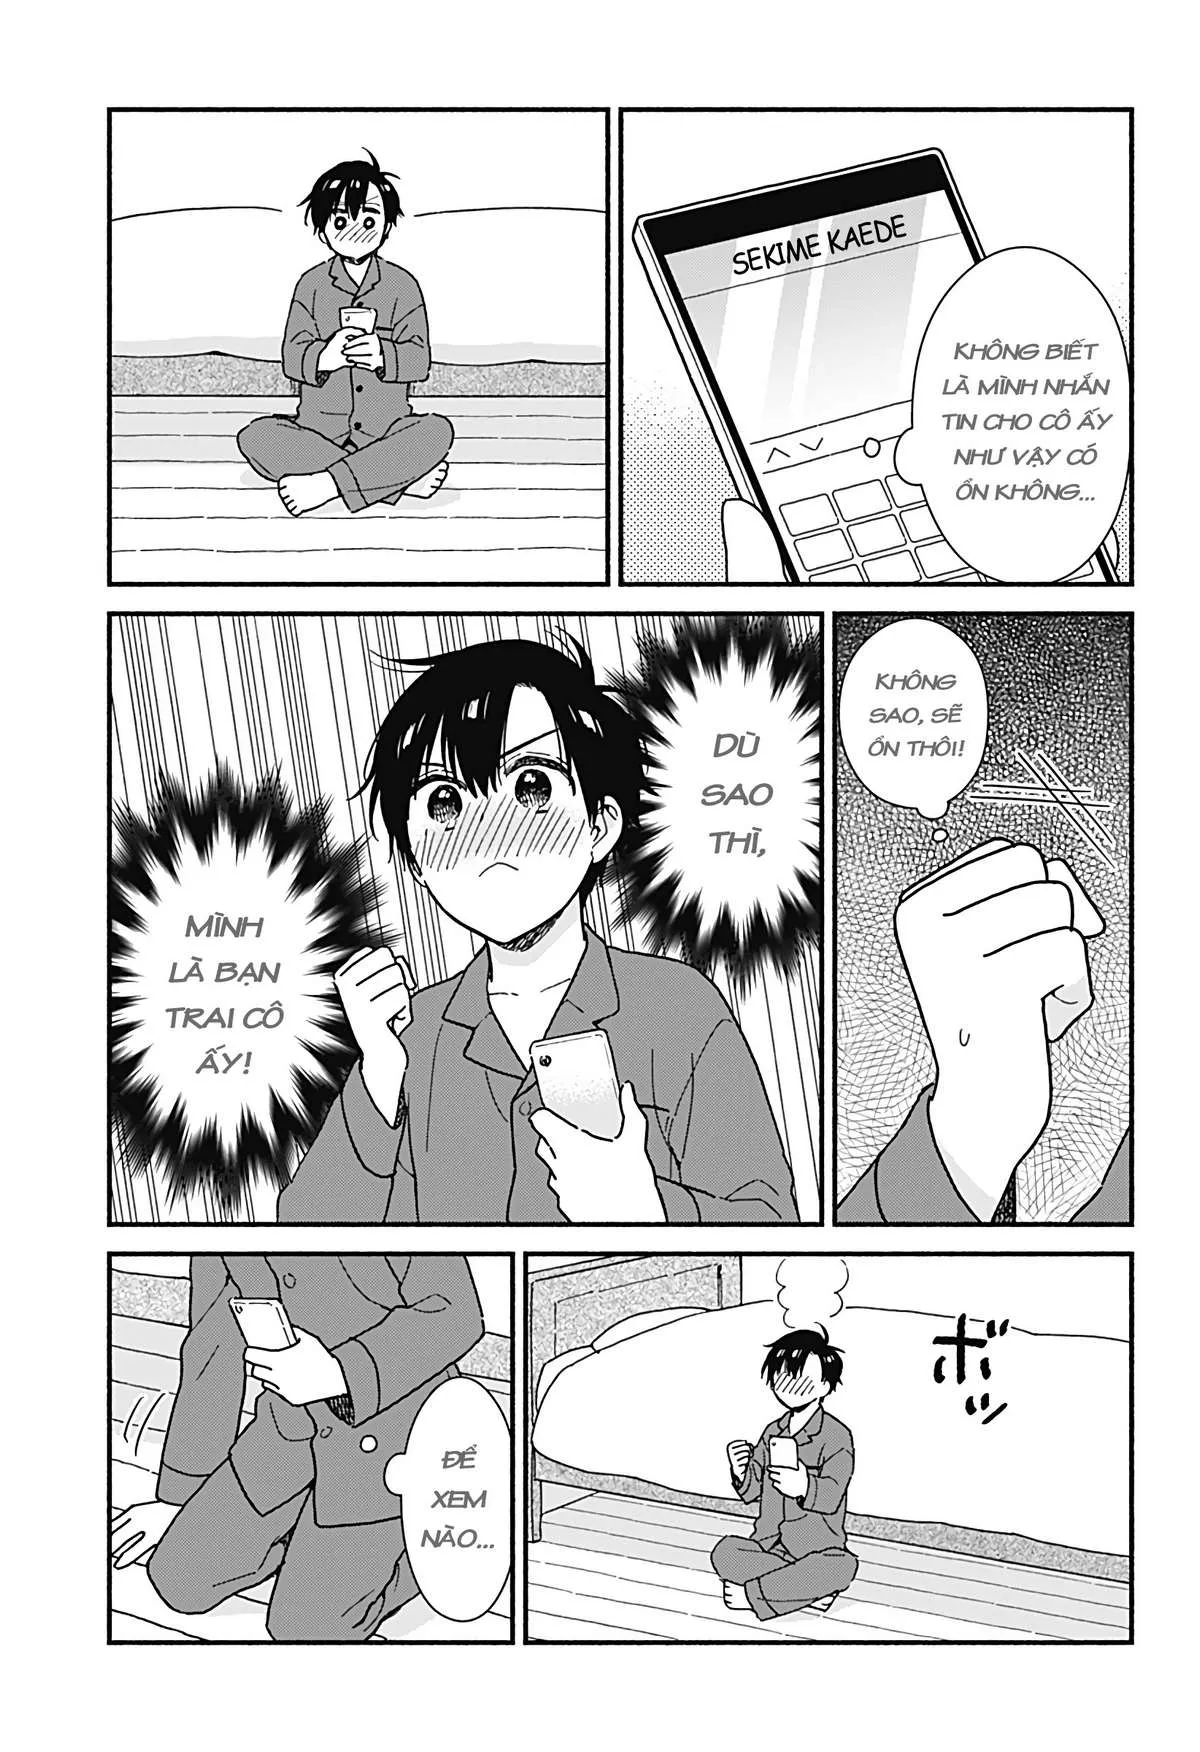 SEKIME KAEDE
KHÔNG BIẾT
LÀ MÌNH NHẮN
TIN CHO CÔ ẤY
NHƯ VẬY CÓ
ỔN KHÔNG...
KHÔNG
SAO, SẼ
ỔN THÔI!
DÙ
SAO
THÌ,
MÌNH
LÀ BẠN
TRAI CÔ
ẤY!
ボッ
ĐỂ
XEM
NÀO...